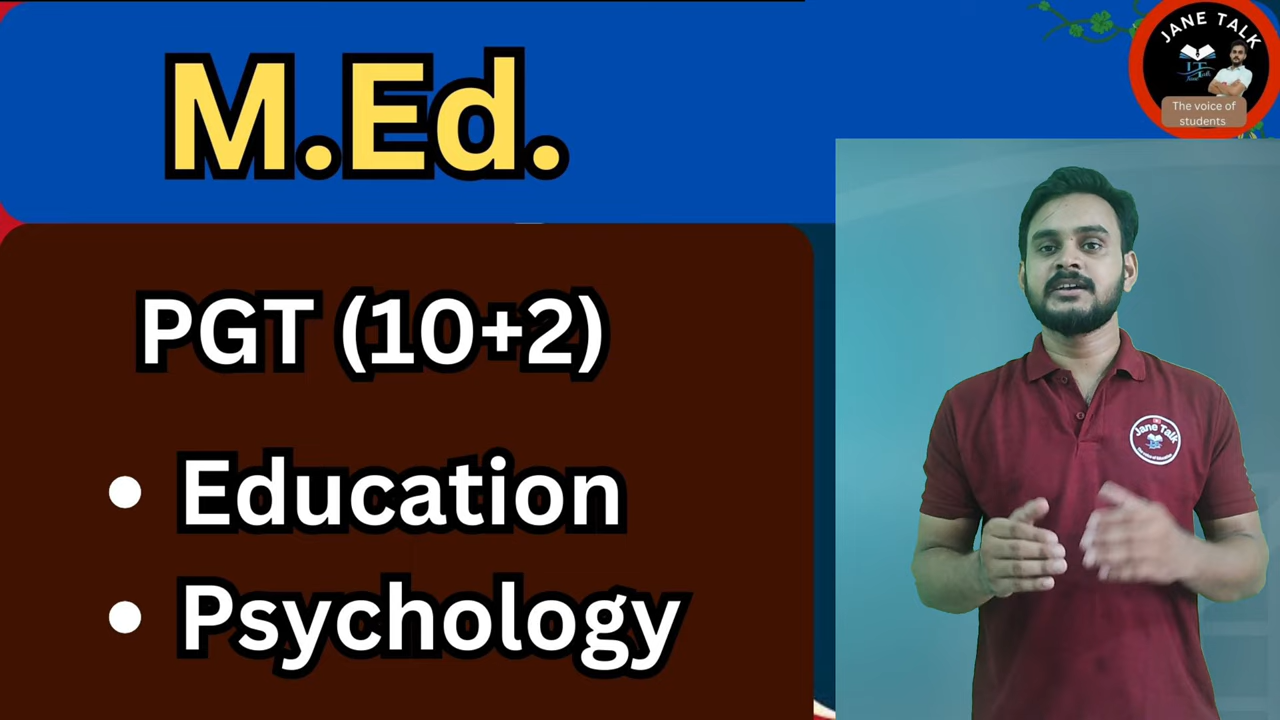 M.Ed.
PGT (10+2)
• Education
• Psychology
JANE TALK
The voice of
students
Jane Talk